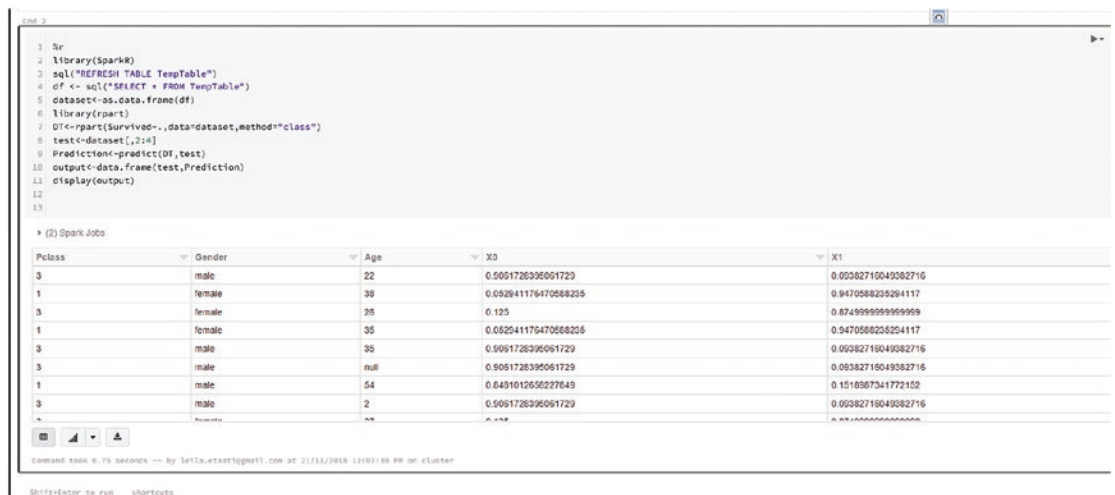 Cmd 2
1 %r
2 library(SparkR)
3 sql("REFRESH TABLE TempTable")
4 df <- sql("SELECT * FROM TempTable")
5 dataset<-as.data.frame(df)
6 library(rpart)
7 DT<-rpart(Survived~.,data=dataset,method="class")
8 test<-dataset[,2:4]
9 Prediction<-predict(DT,test)
10 output<-data.frame(test,Prediction)
11 display(output)
12
13
(2) Spark Jobs
Pclass Gender Age X0 X1
3 male 22 0.9061728395061729 0.09382716049382716
1 female 38 0.052941176470588235 0.9470588235294117
3 female 26 0.125 0.8749999999999999
1 female 35 0.052941176470588235 0.9470588235294117
3 male 35 0.9061728395061729 0.09382716049382716
3 male null 0.9061728395061729 0.09382716049382716
1 male 54 0.8481012658227849 0.1518987341772152
3 male 2 0.9061728395061729 0.09382716049382716
Command took 0.75 seconds -- by leila.etaati@gmail.com at 21/11/2018 12:07:30 PM on cluster
Shift+Enter to run shortcuts